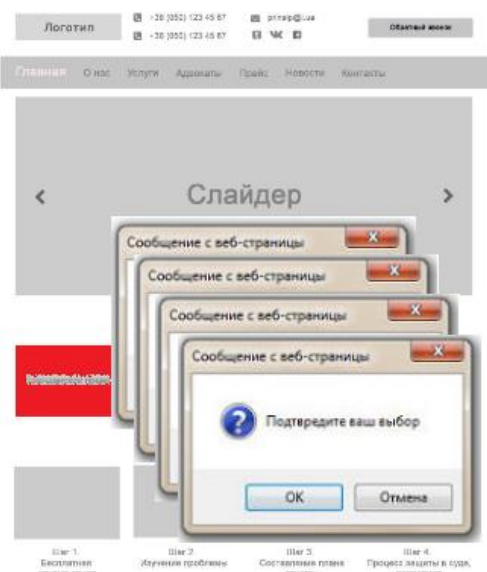 Логотип
+38 (050) 123 45 67
+38 (050) 123 45 67
Обратный звонок
Главная О нас Услуги Адвокаты Прайс Новости Контакты
Слайдер
Сообщение с веб-страницы
Сообщение с веб-страницы
Сообщение с веб-страницы
Сообщение с веб-страницы
Подтвредите ваш выбор
OK Отмена
Шаг 1. Шаг 2. Шаг 3. Шаг 4.
Бесплатная Изучение проблемы Составление плана Процесс защиты в суде,